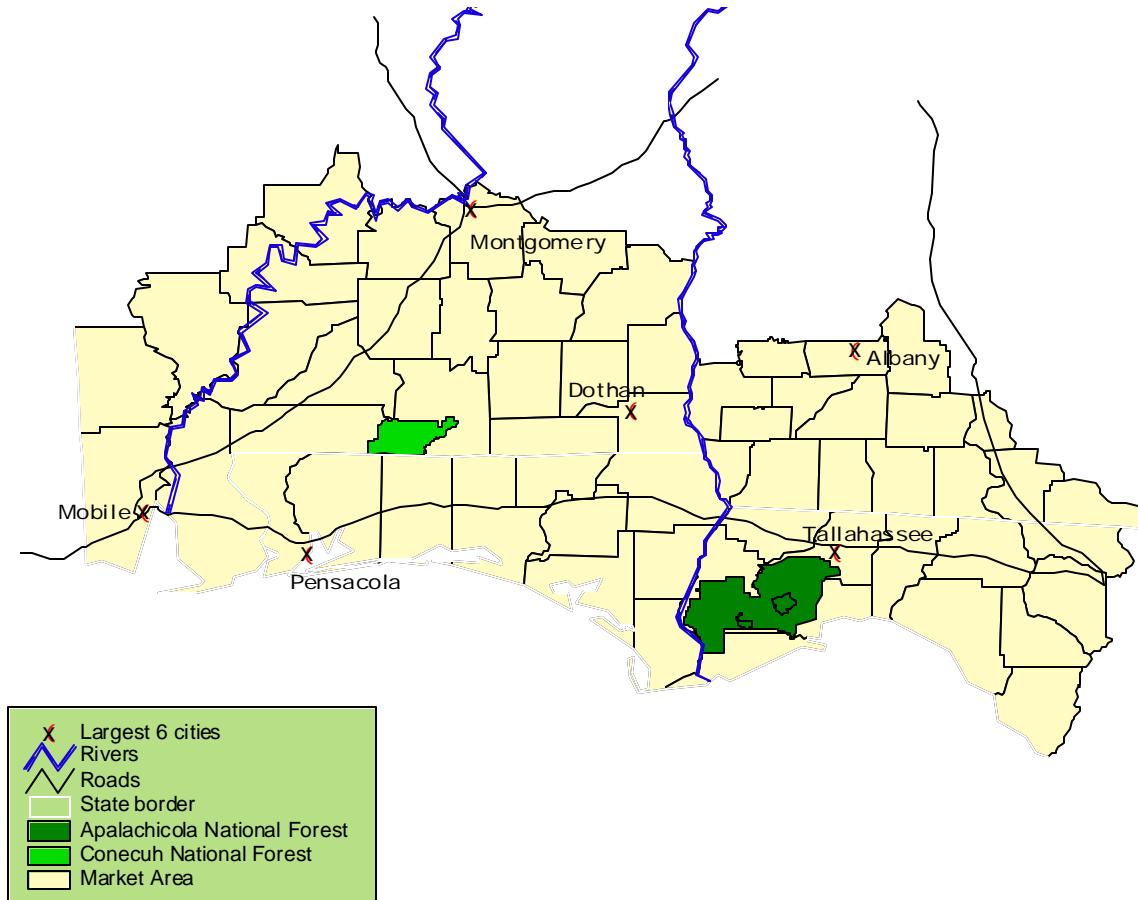 Montgomery
Albany
Dothan
Mobile
Tallahassee
Pensacola
Largest 6 cities
Rivers
Roads
State border
Apalachicola National Forest
Conecuh National Forest
Market Area